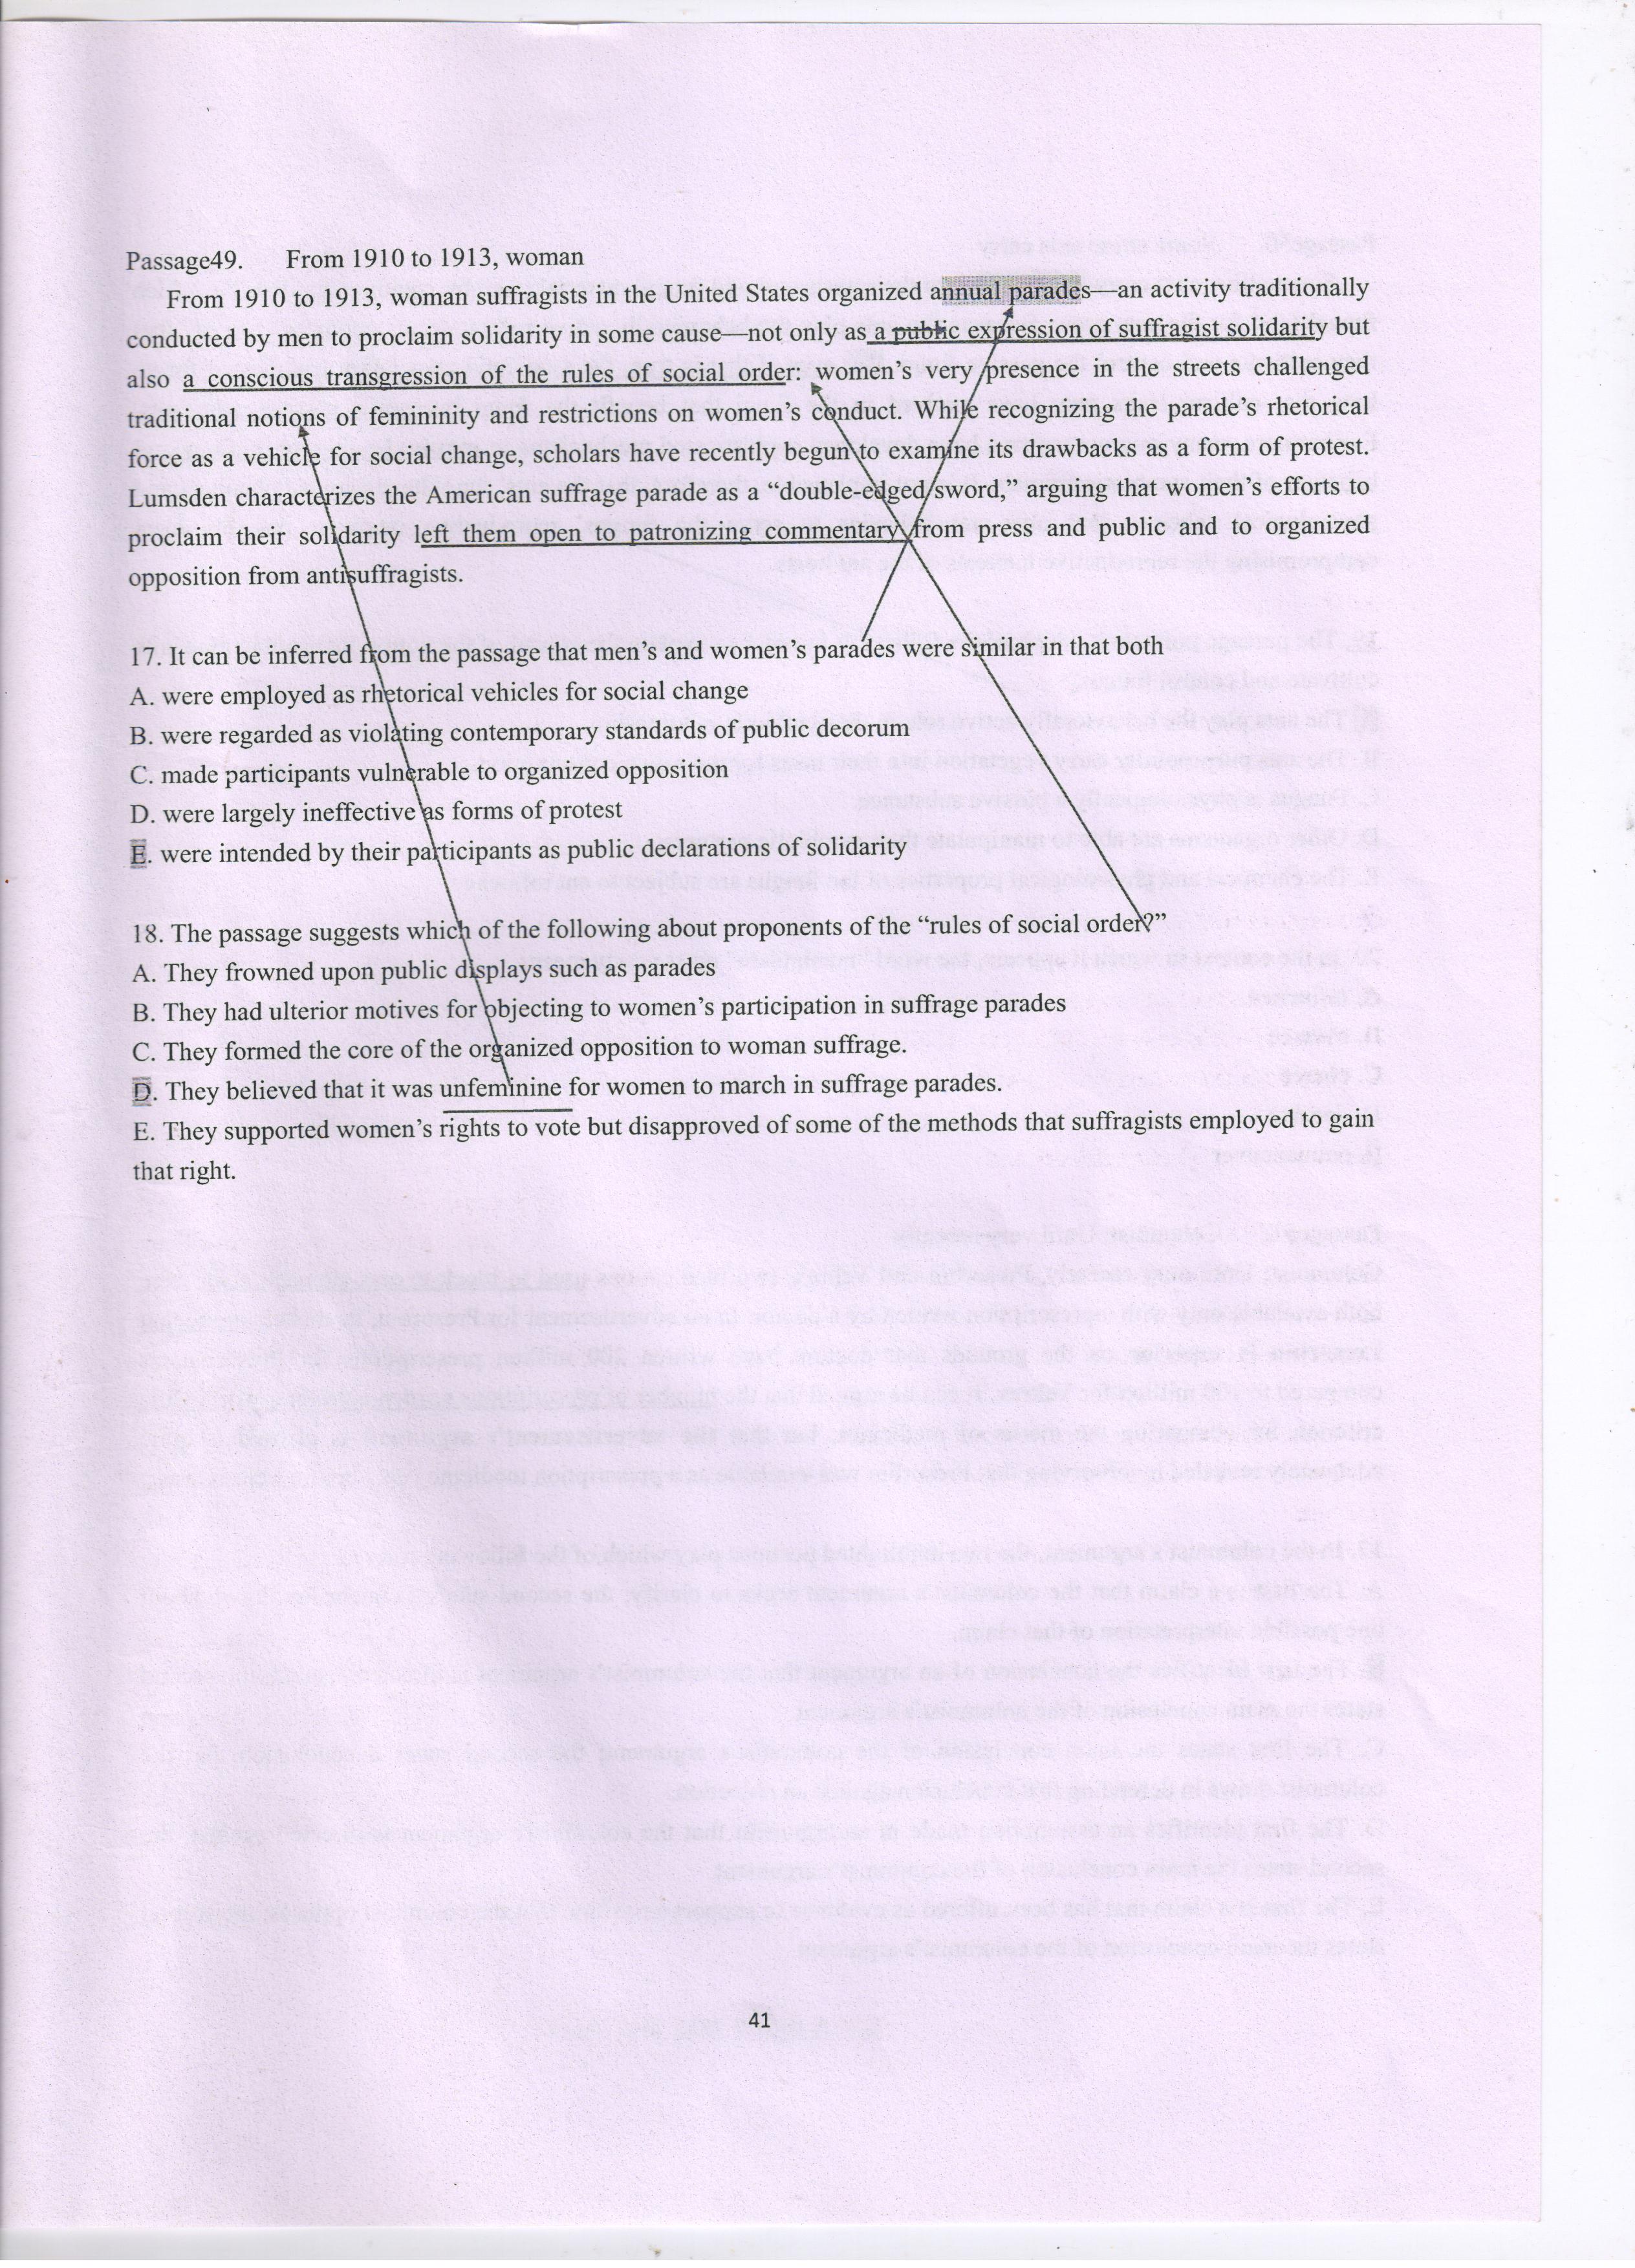 Passage49. From 1910 to 1913, woman
From 1910 to 1913, woman suffragists in the United States organized annual parades—an activity traditionally
conducted by men to proclaim solidarity in some cause—not only as a public expression of suffragist solidarity but
also a conscious transgression of the rules of social order: women's very presence in the streets challenged
traditional notions of femininity and restrictions on women's conduct. While recognizing the parade's rhetorical
force as a vehicle for social change, scholars have recently begun to examine its drawbacks as a form of protest.
Lumsden characterizes the American suffrage parade as a “double-edged sword,” arguing that women's efforts to
proclaim their solidarity left them open to patronizing commentary from press and public and to organized
opposition from antisuffragists.
17. It can be inferred from the passage that men's and women's parades were similar in that both
A. were employed as rhetorical vehicles for social change
B. were regarded as violating contemporary standards of public decorum
C. made participants vulnerable to organized opposition
D. were largely ineffective as forms of protest
E. were intended by their participants as public declarations of solidarity
18. The passage suggests which of the following about proponents of the “rules of social order?”
A. They frowned upon public displays such as parades
B. They had ulterior motives for objecting to women's participation in suffrage parades
C. They formed the core of the organized opposition to woman suffrage.
D. They believed that it was unfeminine for women to march in suffrage parades.
E. They supported women's rights to vote but disapproved of some of the methods that suffragists employed to gain
that right.
41